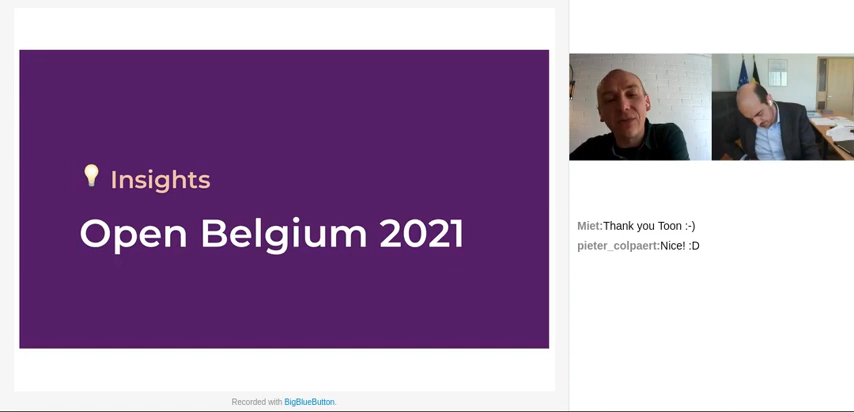 Insights
Open Belgium 2021
Miet:Thank you Toon :-)
pieter_colpaert:Nice! :D
Recorded with BigBlueButton.